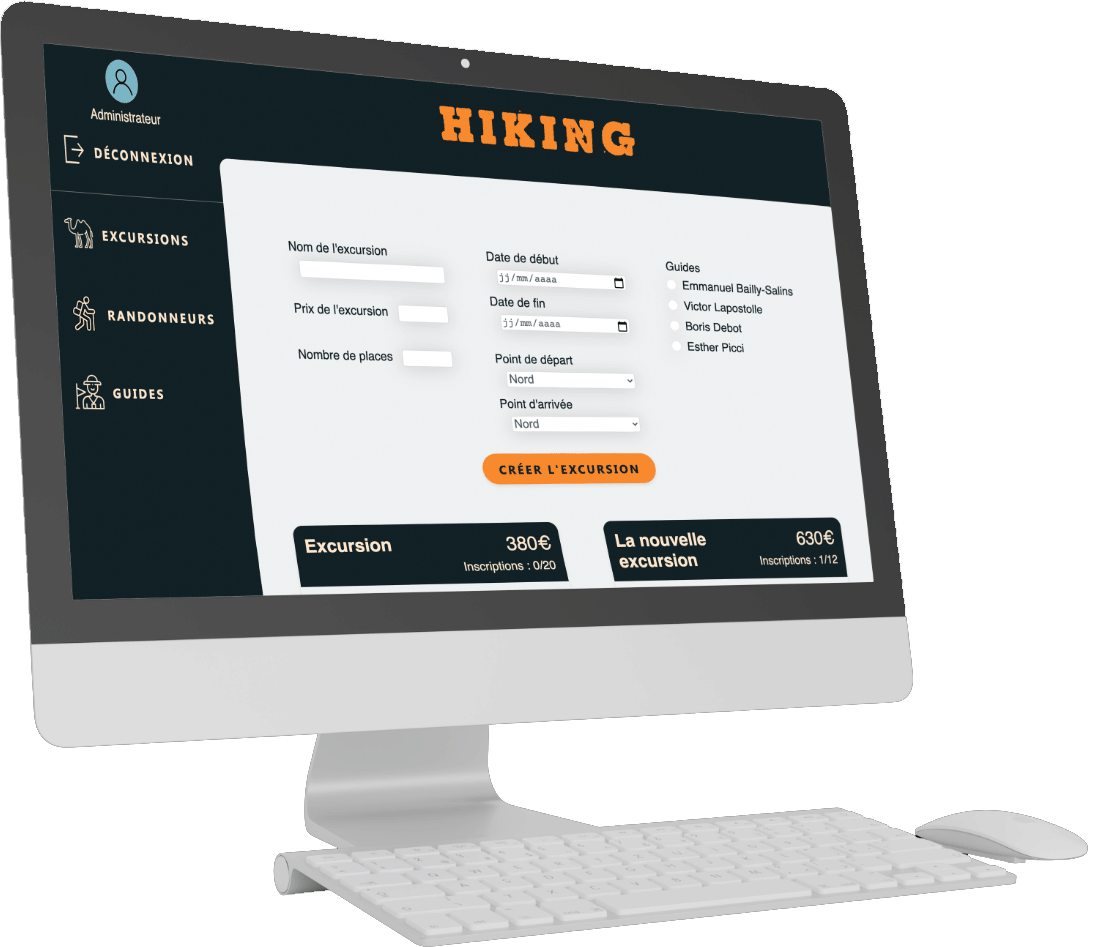 Administrateur
DÉCONNEXION
EXCURSIONS
RANDONNEURS
GUIDES
HIKING
Nom de l'excursion
Prix de l'excursion
Nombre de places
Date de début
jj/mm/aaaa
Date de fin
jj/mm/aaaa
Point de départ
Nord
Point d'arrivée
Nord
Guides
Emmanuel Bailly-Salins
Victor Lapostolle
Boris Debot
Esther Picci
CRÉER L'EXCURSION
Excursion
380€
Inscriptions : 0/20
La nouvelle
excursion
630€
Inscriptions : 1/12